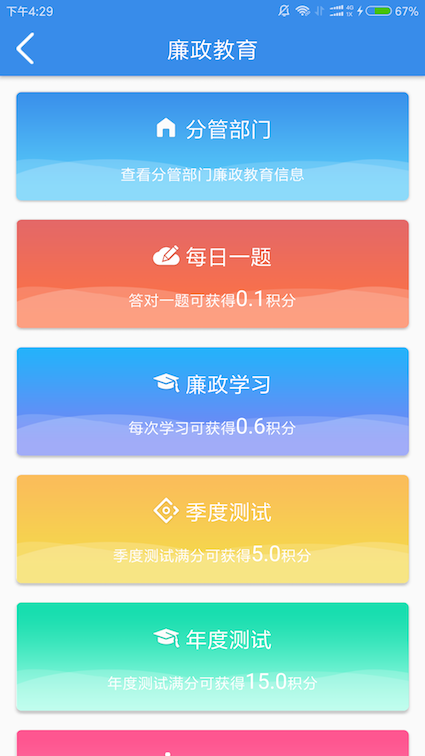 下午4:29
4G
1X
67%
廉政教育
分管部门
查看分管部门廉政教育信息
每日一题
答对一题可获得0.1积分
廉政学习
每次学习可获得0.6积分
季度测试
季度测试满分可获得5.0积分
年度测试
年度测试满分可获得15.0积分